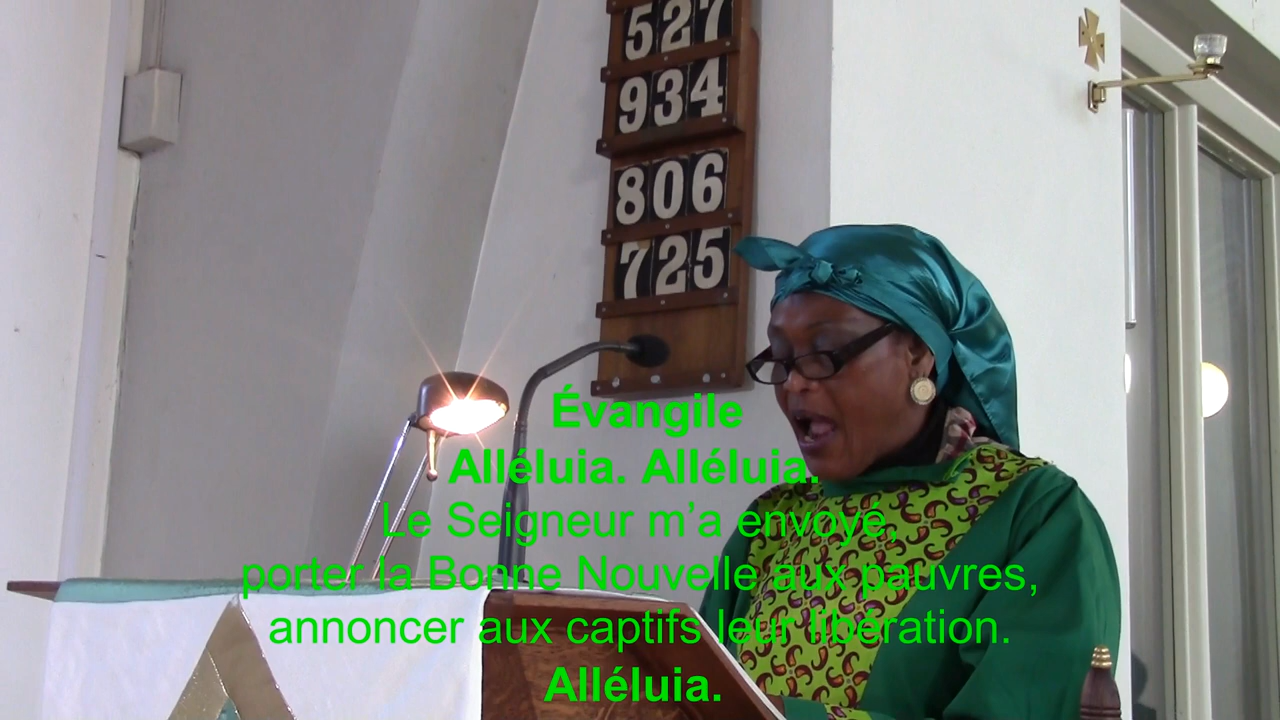 527
934
806
725
Évangile
Alléluia. Alléluia.
Le Seigneur m’a envoyé,
porter la Bonne Nouvelle aux pauvres,
annoncer aux captifs leur libération.
Alléluia.